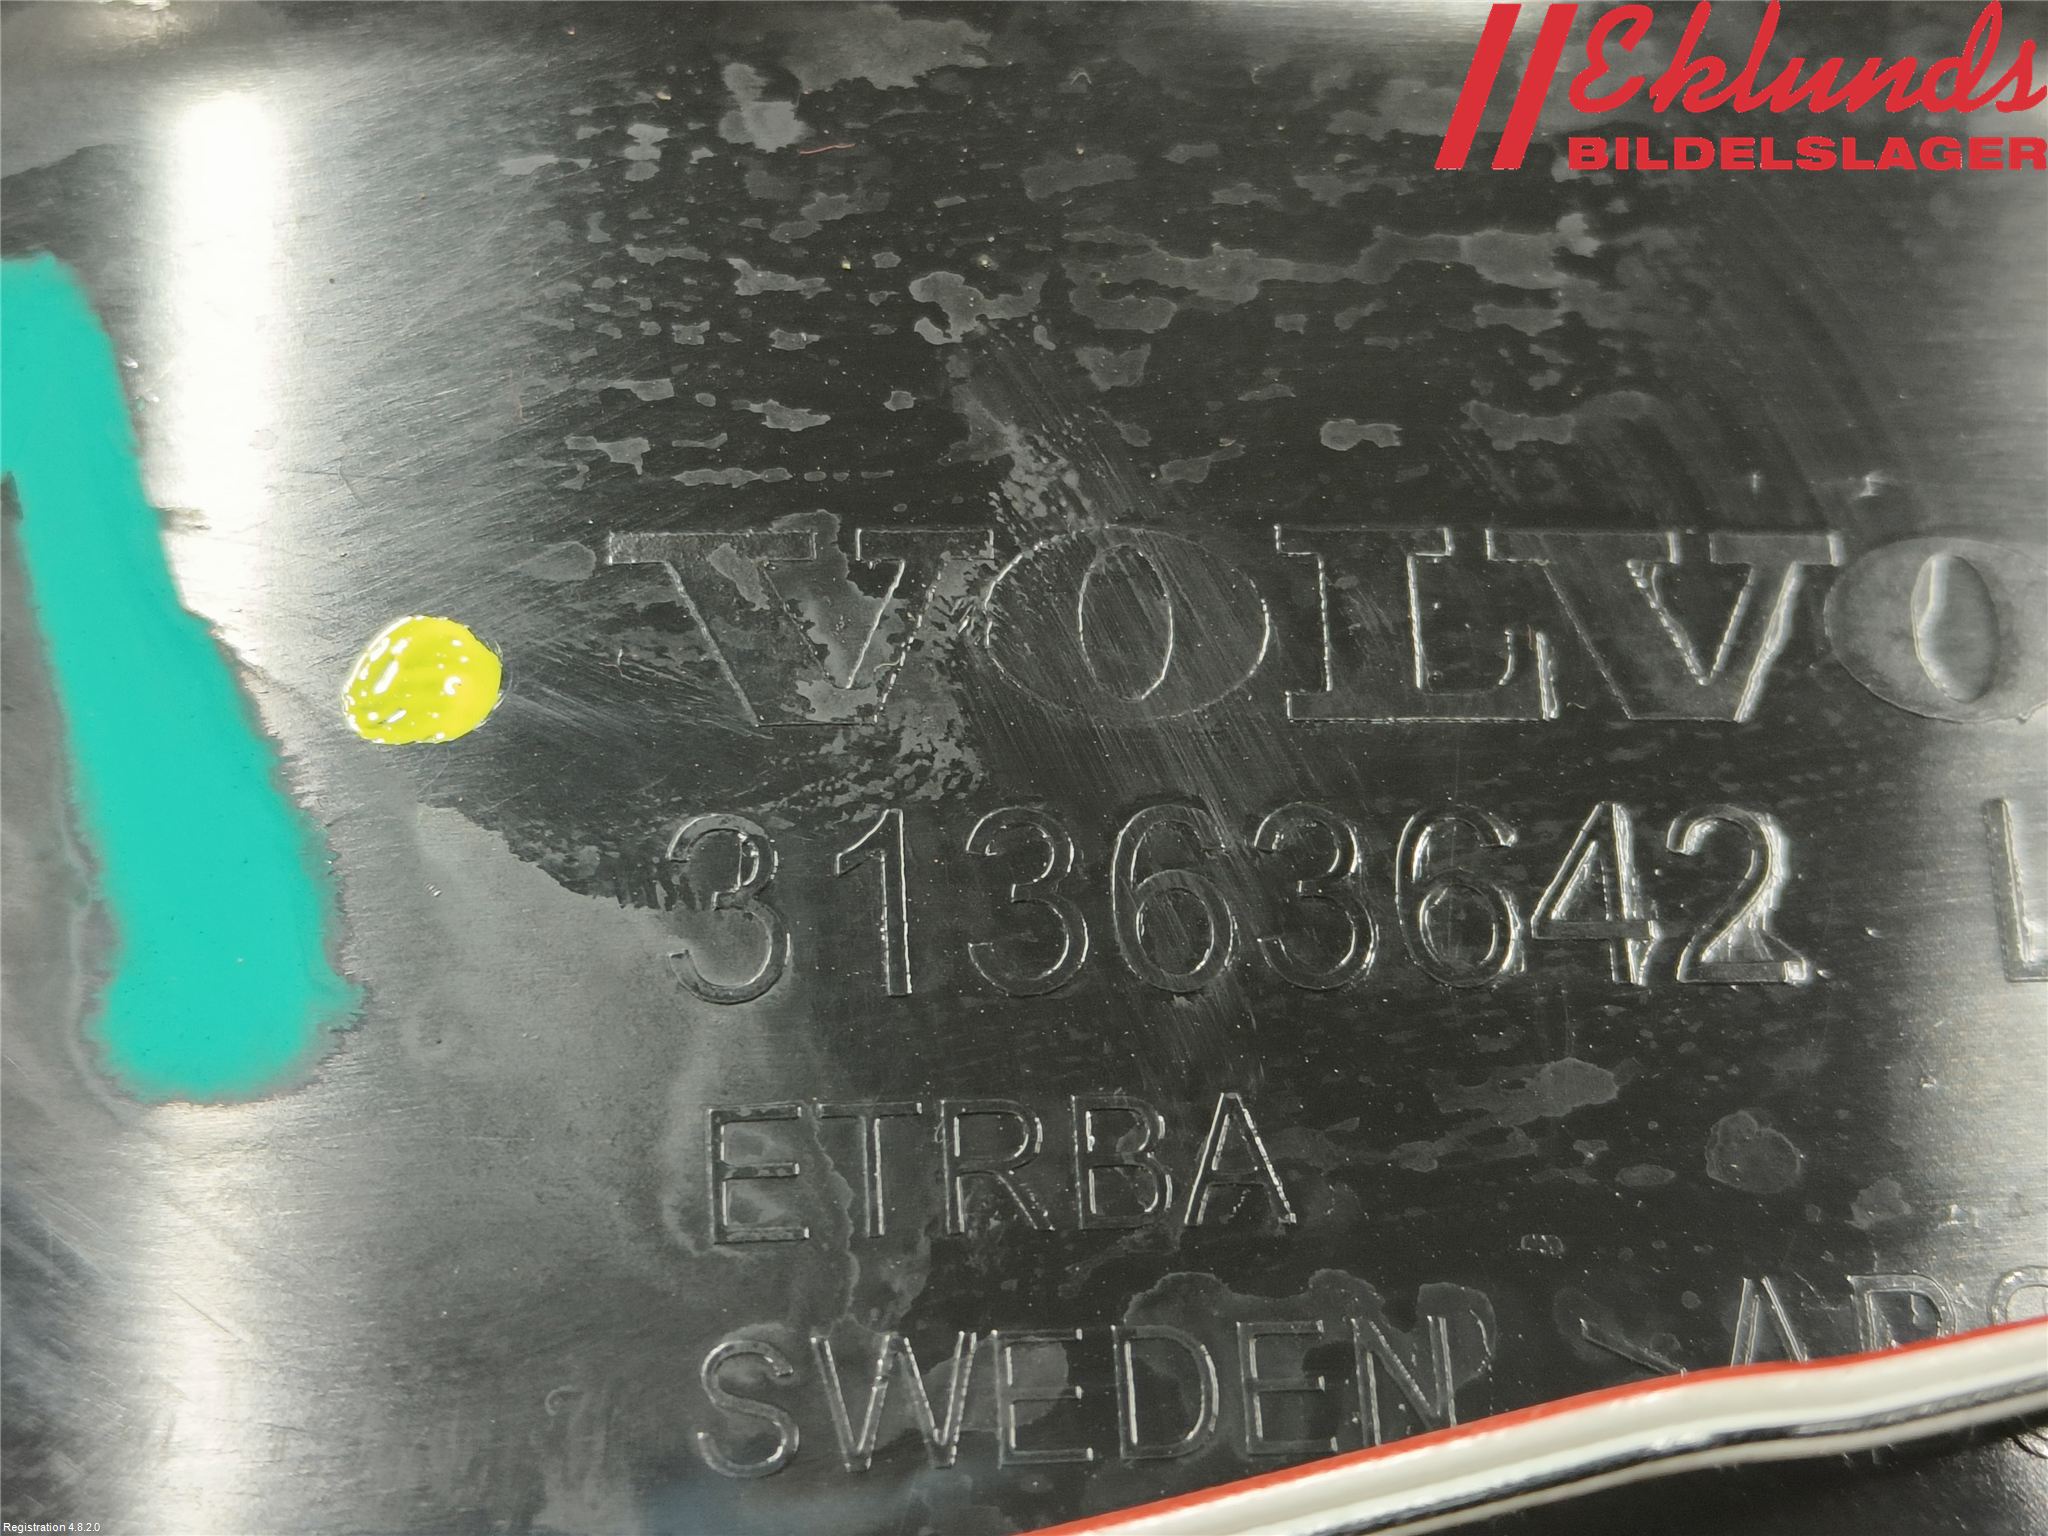 Eklunds
BILDELSLAGER
VOLVO
31363642 L
ETRBA
SWEDEN
Registration 4.8.2.0